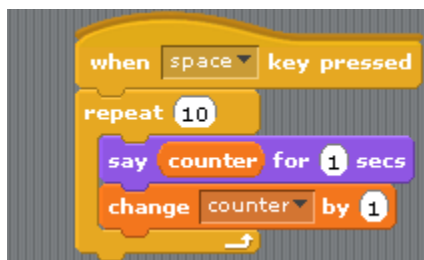 when space key pressed
repeat 10
say counter for 1 secs
change counter by 1